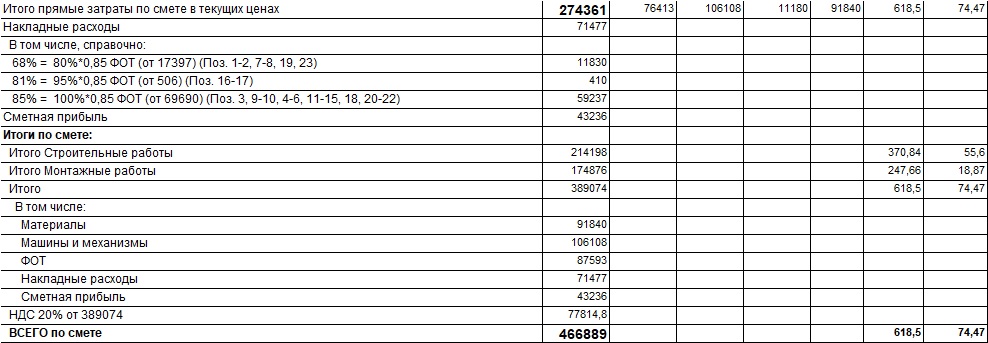 Итого прямые затраты по смете в текущих ценах 274361 76413 106108 11180 91840 618,5 74,47
Накладные расходы 71477
В том числе, справочно:
68% = 80%*0,85 ФОТ (от 17397) (Поз. 1-2, 7-8, 19, 23) 11830
81% = 95%*0,85 ФОТ (от 506) (Поз. 16-17) 410
85% = 100%*0,85 ФОТ (от 69690) (Поз. 3, 9-10, 4-6, 11-15, 18, 20-22) 59237
Сметная прибыль 43236
Итоги по смете:
Итого Строительные работы 214198 370,84 55,6
Итого Монтажные работы 174876 247,66 18,87
Итого 389074 618,5 74,47
В том числе:
Материалы 91840
Машины и механизмы 106108
ФОТ 87593
Накладные расходы 71477
Сметная прибыль 43236
НДС 20% от 389074 77814,8
ВСЕГО по смете 466889 618,5 74,47